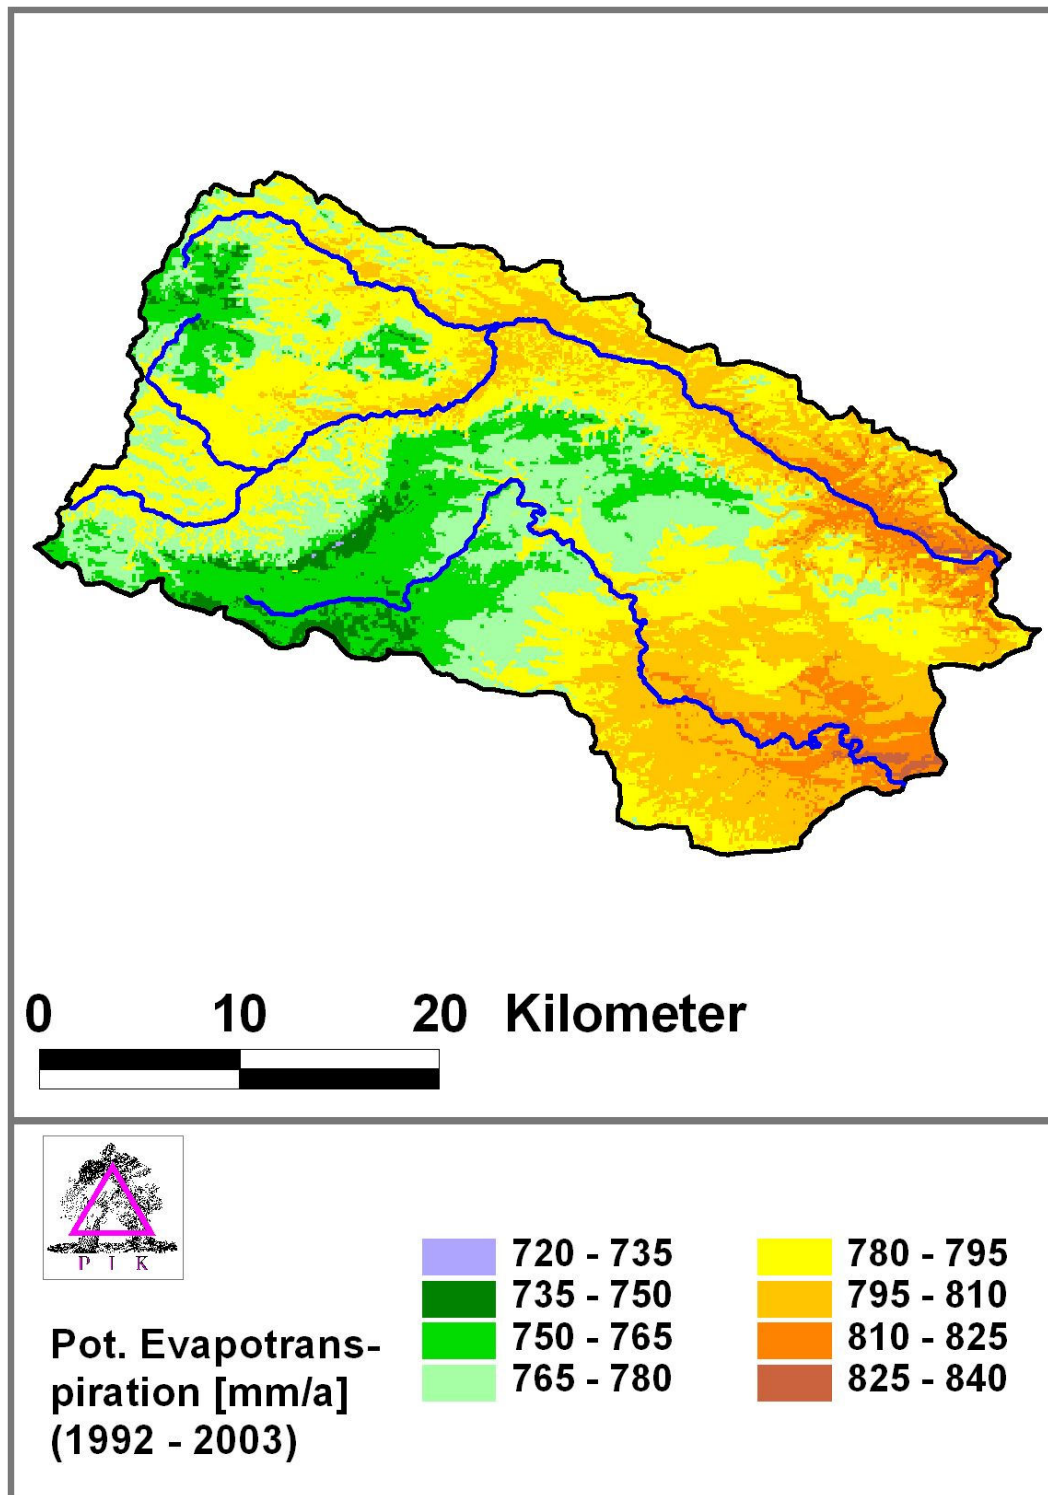 0 10 20 Kilometer
P I K
Pot. Evapotrans-
piration [mm/a]
(1992 - 2003)
720 - 735
735 - 750
750 - 765
765 - 780
780 - 795
795 - 810
810 - 825
825 - 840